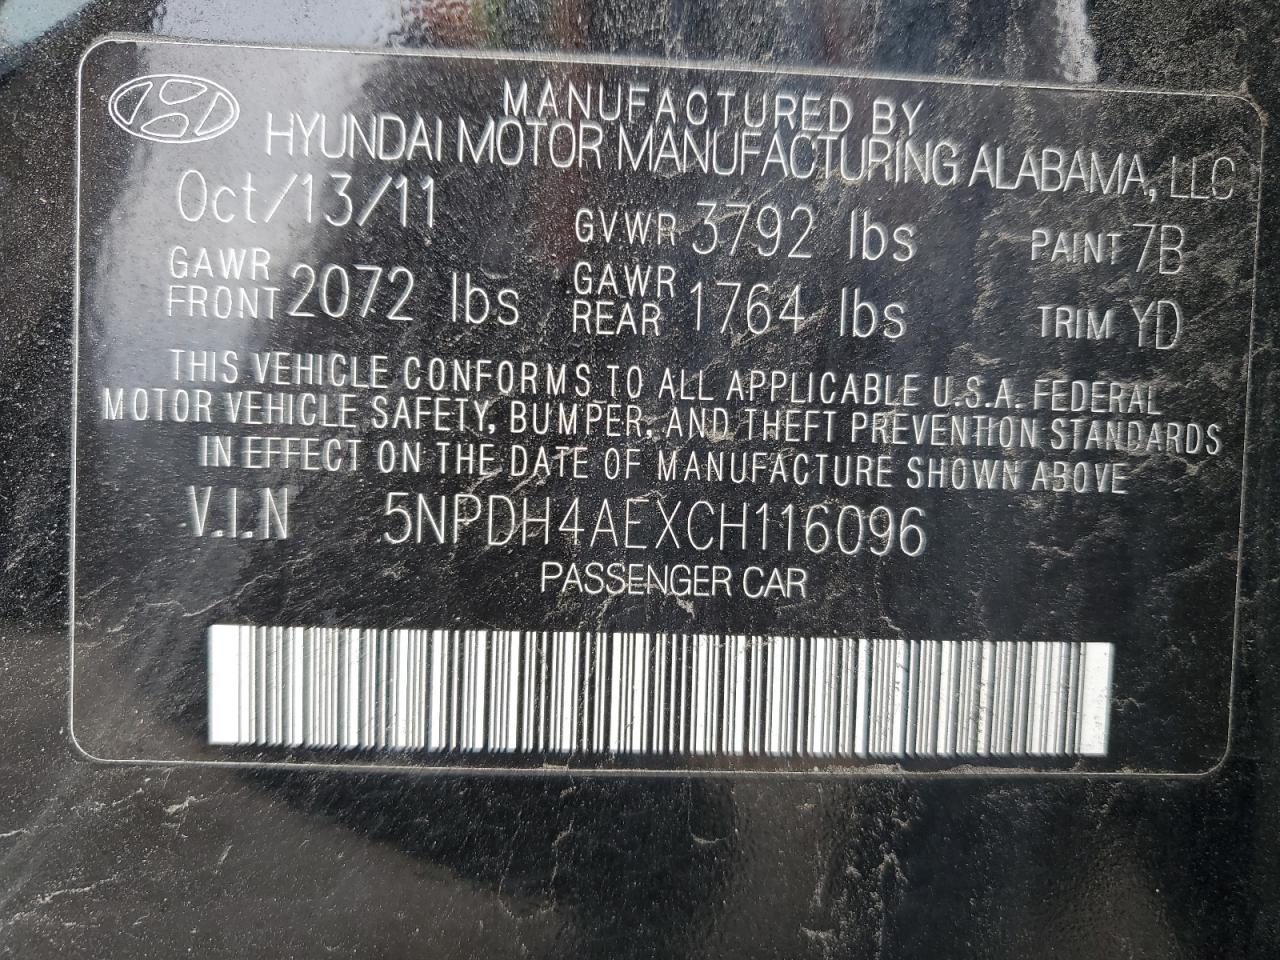 MANUFACTURED BY
HYUNDAI MOTOR MANUFACTURING ALABAMA, LLC
Oct/13/11 GVWR 3792 lbs PAINT 7B
GAWR FRONT 2072 lbs GAWR REAR 1764 lbs TRIM YD
THIS VEHICLE CONFORMS TO ALL APPLICABLE U.S.A. FEDERAL
MOTOR VEHICLE SAFETY, BUMPER, AND THEFT PREVENTION STANDARDS
IN EFFECT ON THE DATE OF MANUFACTURE SHOWN ABOVE
V.I.N 5NPDH4AEXCH116096
PASSENGER CAR